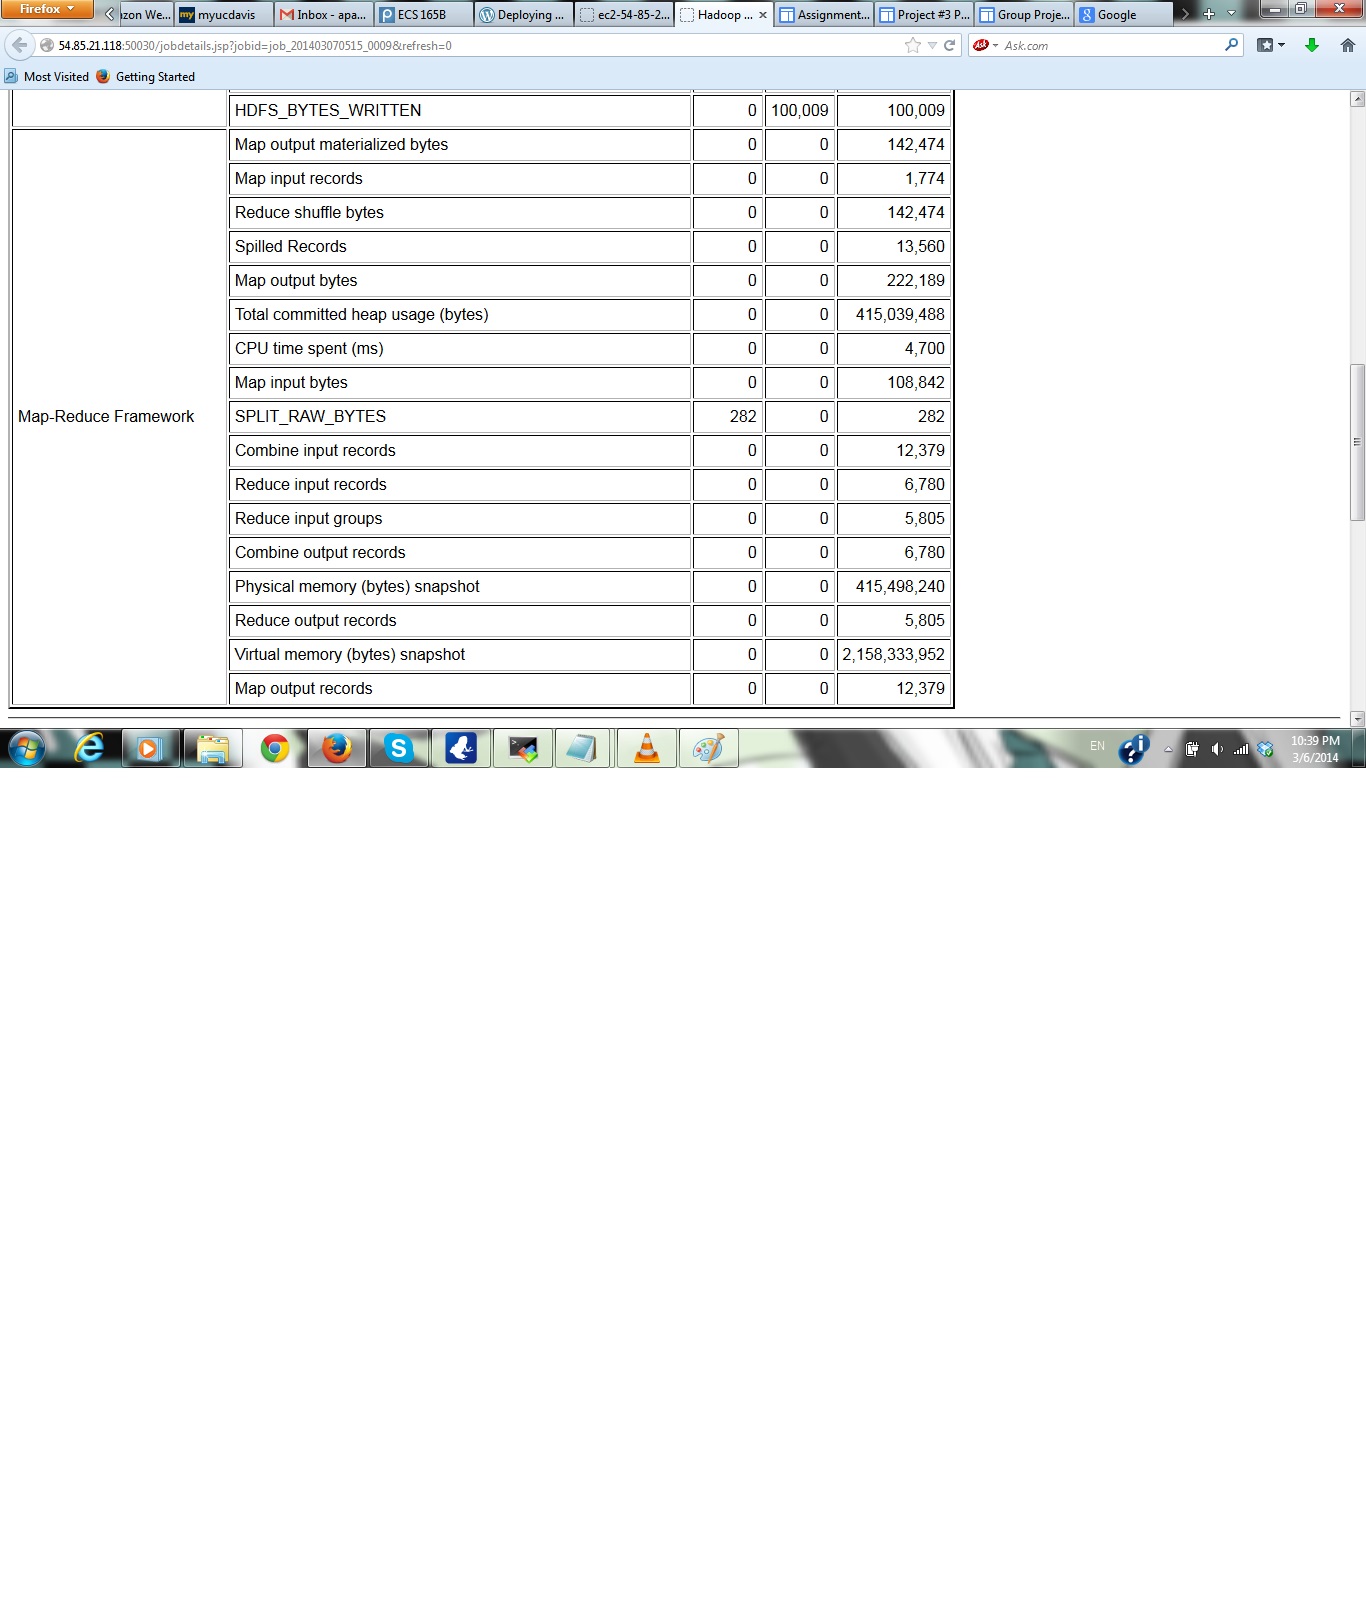 Firefox
zon We... myucdavis Inbox - apa... ECS 165B Deploying ... ec2-54-85-2... Hadoop ... Assignment... Project #3 P... Group Proje... Google
54.85.21.118:50030/jobdetails.jsp?jobid=job_201403070515_0009&refresh=0 Ask Ask.com
Most Visited Getting Started
HDFS_BYTES_WRITTEN 0 100,009 100,009
Map output materialized bytes 0 0 142,474
Map input records 0 0 1,774
Reduce shuffle bytes 0 0 142,474
Spilled Records 0 0 13,560
Map output bytes 0 0 222,189
Total committed heap usage (bytes) 0 0 415,039,488
CPU time spent (ms) 0 0 4,700
Map input bytes 0 0 108,842
Map-Reduce Framework SPLIT_RAW_BYTES 282 0 282
Combine input records 0 0 12,379
Reduce input records 0 0 6,780
Reduce input groups 0 0 5,805
Combine output records 0 0 6,780
Physical memory (bytes) snapshot 0 0 415,498,240
Reduce output records 0 0 5,805
Virtual memory (bytes) snapshot 0 0 2,158,333,952
Map output records 0 0 12,379
EN 10:39 PM
3/6/2014